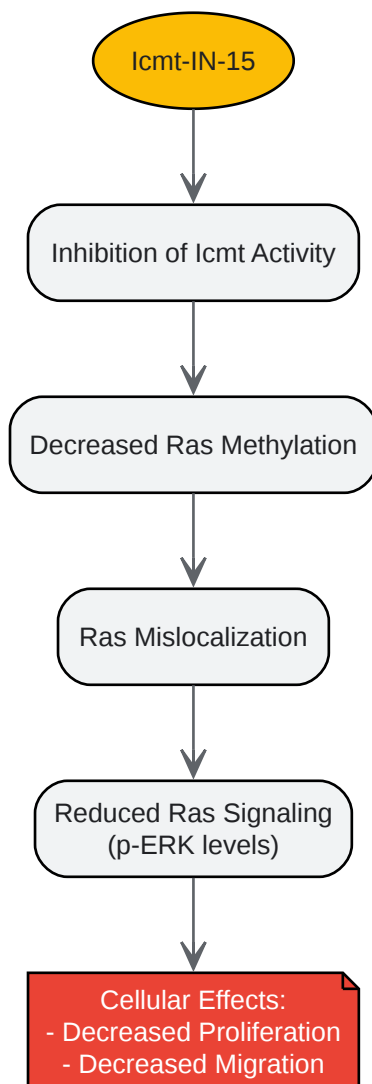 Icmt-IN-15
Inhibition of Icmt Activity
Decreased Ras Methylation
Ras Mislocalization
Reduced Ras Signaling
(p-ERK levels)
Cellular Effects:
- Decreased Proliferation
- Decreased Migration